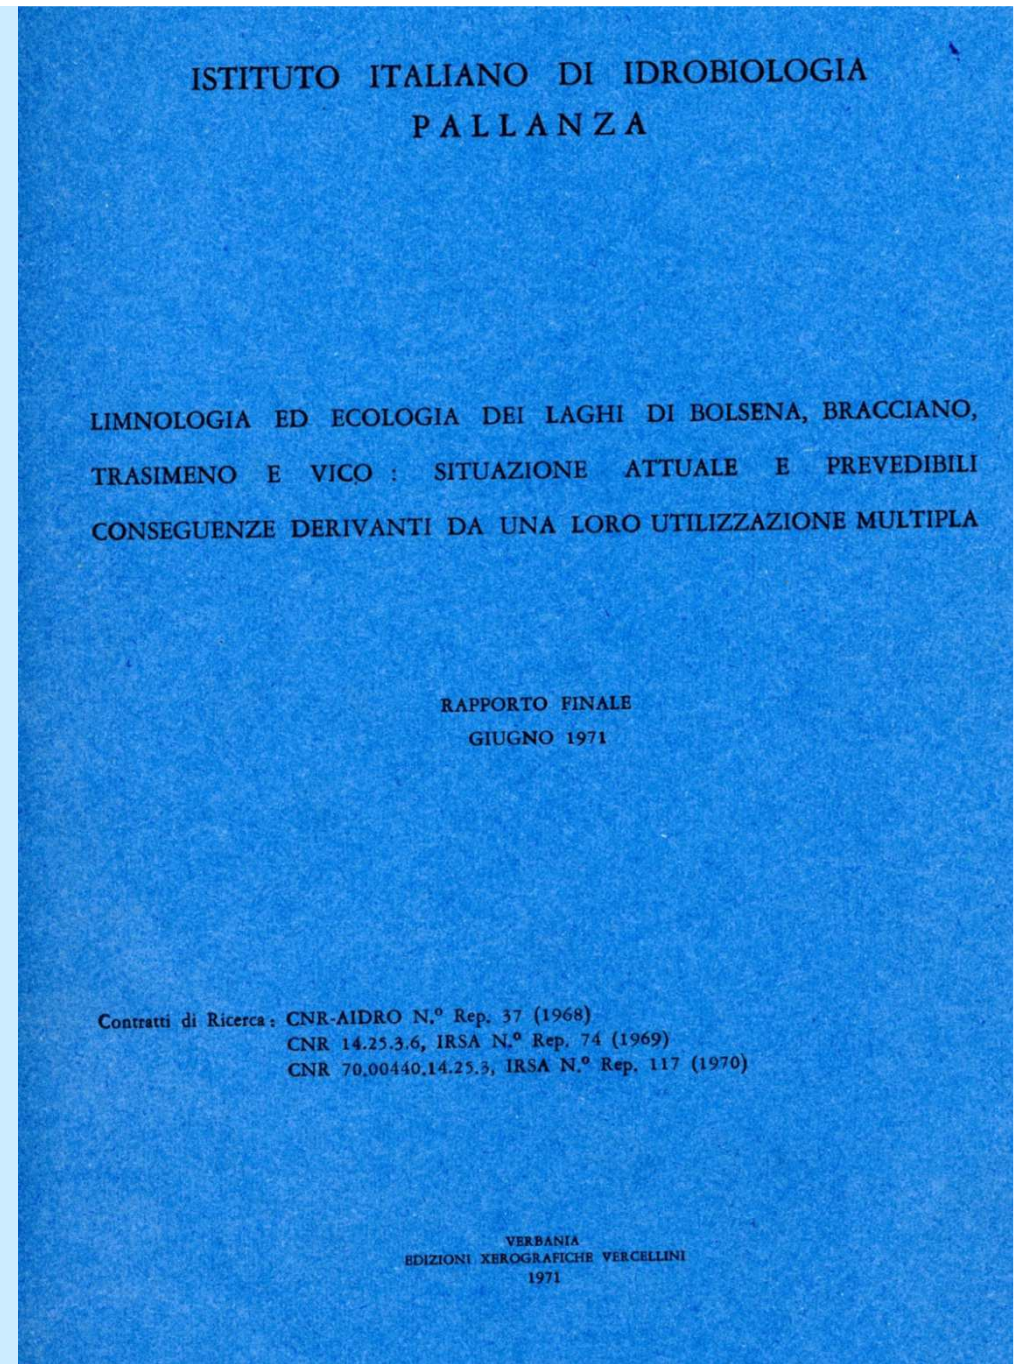 ISTITUTO ITALIANO DI IDROBIOLOGIA
PALLANZA
LIMNOLOGIA ED ECOLOGIA DEI LAGHI DI BOLSENA, BRACCIANO,
TRASIMENO E VICO : SITUAZIONE ATTUALE E PREVEDIBILI
CONSEGUENZE DERIVANTI DA UNA LORO UTILIZZAZIONE MULTIPLA
RAPPORTO FINALE
GIUGNO 1971
Contratti di Ricerca : CNR-AIDRO N.º Rep. 37 (1968)
CNR 14.25.3.6, IRSA N.º Rep. 74 (1969)
CNR 70.00440.14.25.3, IRSA N.º Rep. 117 (1970)
VERBANIA
EDIZIONI XEROGRAFICHE VERCELLINI
1971